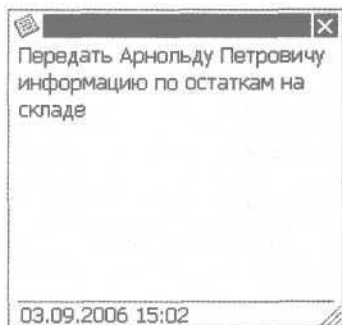 Передать Арнольду Петровичу
информацию по остаткам на
складе
03.09.2006 15:02